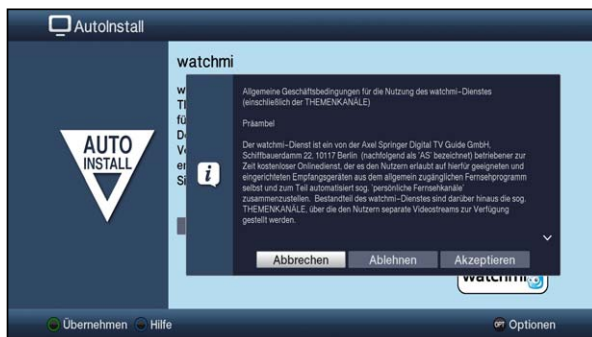 AutoInstall
watchmi
Allgemeine Geschäftsbedingungen für die Nutzung des watchmi-Dienstes
(einschließlich der THEMENKANÄLE)
Präambel
Der watchmi-Dienst ist ein von der Axel Springer Digital TV Guide GmbH,
Schiffbauerdamm 22, 10117 Berlin (nachfolgend als 'AS' bezeichnet) betriebener zur
Zeit kostenloser Onlinedienst, der es den Nutzern erlaubt auf hierfür geeigneten und
eingerichteten Empfangsgeräten aus dem allgemein zugänglichen Fernsehprogramm
selbst und zum Teil automatisiert sog. 'persönliche Fernsehkanäle'
zusammenzustellen. Bestandteil des watchmi-Dienstes sind darüber hinaus die sog.
THEMENKANÄLE, über die den Nutzern separate Videostreams zur Verfügung
gestellt werden.
AUTO
INSTALL
i
Abbrechen Ablehnen Akzeptieren
watchmi
Übernehmen Hilfe OPT Optionen